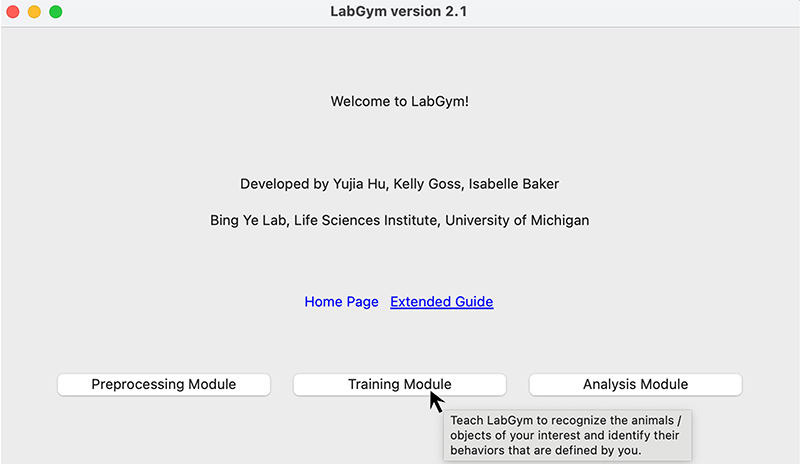 LabGym version 2.1
Welcome to LabGym!
Developed by Yujia Hu, Kelly Goss, Isabelle Baker
Bing Ye Lab, Life Sciences Institute, University of Michigan
Home Page Extended Guide
Preprocessing Module Training Module Analysis Module
Teach LabGym to recognize the animals /
objects of your interest and identify their
behaviors that are defined by you.